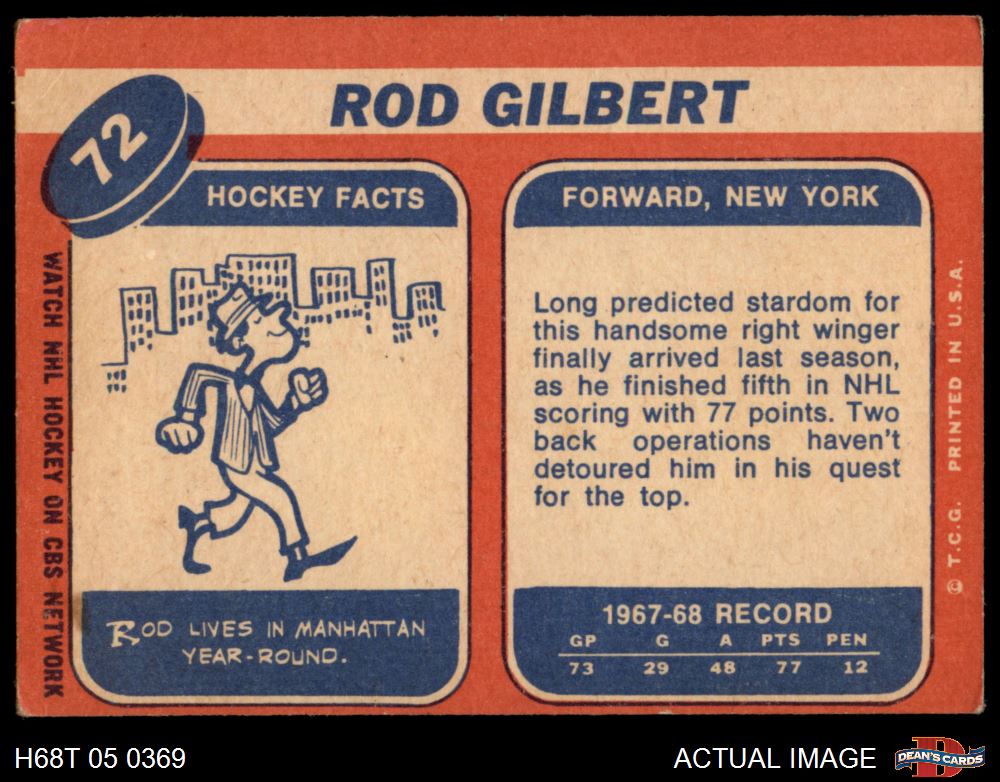 72
ROD GILBERT
HOCKEY FACTS
WATCH NHL HOCKEY ON CBS NETWORK
ROD LIVES IN MANHATTAN
YEAR-ROUND.
FORWARD, NEW YORK
Long predicted stardom for
this handsome right winger
finally arrived last season,
as he finished fifth in NHL
scoring with 77 points. Two
back operations haven't
detoured him in his quest
for the top.
1967-68 RECORD
GP G A PTS PEN
73 29 48 77 12
© T.C.G. PRINTED IN U.S.A.
H68T 05 0369
ACTUAL IMAGE
D
DEAN'S CARDS